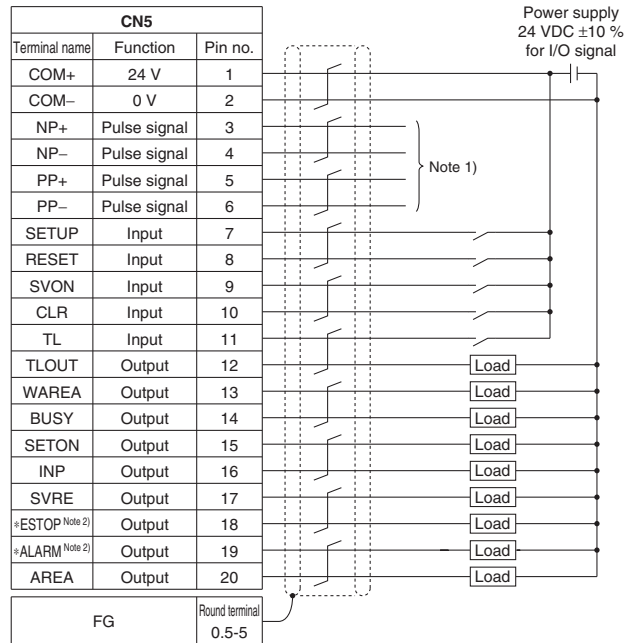 Power supply
24 VDC ±10 %
for I/O signal
CN5
Terminal name Function Pin no.
COM+ 24 V 1
COM− 0 V 2
NP+ Pulse signal 3
NP− Pulse signal 4
PP+ Pulse signal 5
PP− Pulse signal 6
Note 1)
SETUP Input 7
RESET Input 8
SVON Input 9
CLR Input 10
TL Input 11
TLOUT Output 12 Load
WAREA Output 13 Load
BUSY Output 14 Load
SETON Output 15 Load
INP Output 16 Load
SVRE Output 17 Load
*ESTOP Note 2) Output 18 Load
*ALARM Note 2) Output 19 Load
AREA Output 20 Load
FG Round terminal
0.5-5